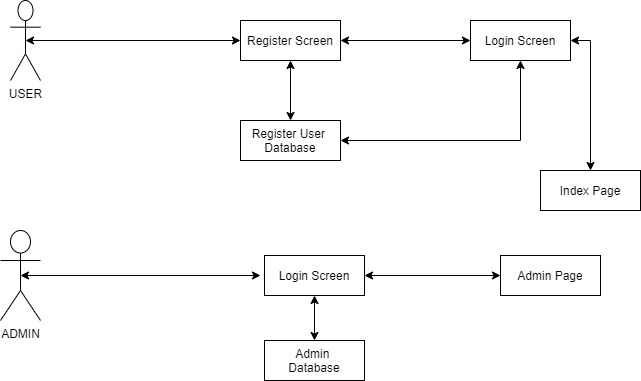 Register Screen
Login Screen
USER
Register User
Database
Index Page
Login Screen
Admin Page
ADMIN
Admin
Database